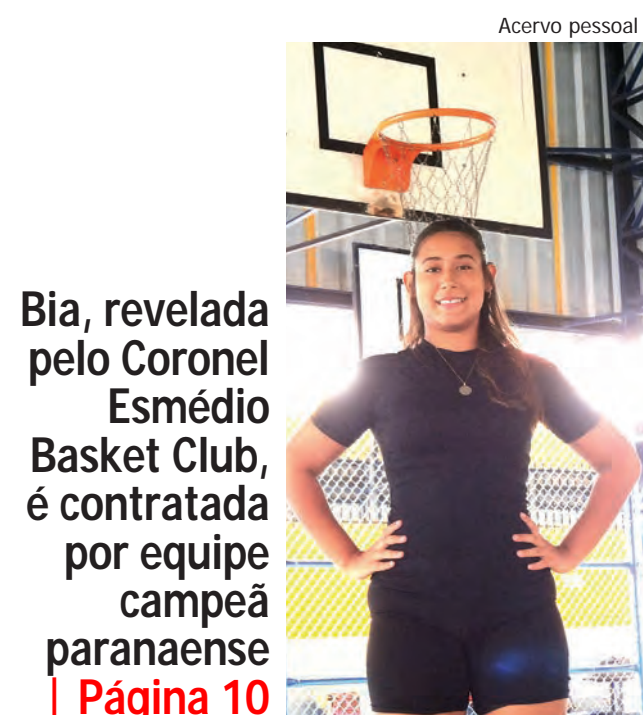 Acervo pessoal
Bia, revelada
pelo Coronel
Esmédio
Basket Club,
é contratada
por equipe
campeã
paranaense
| Página 10